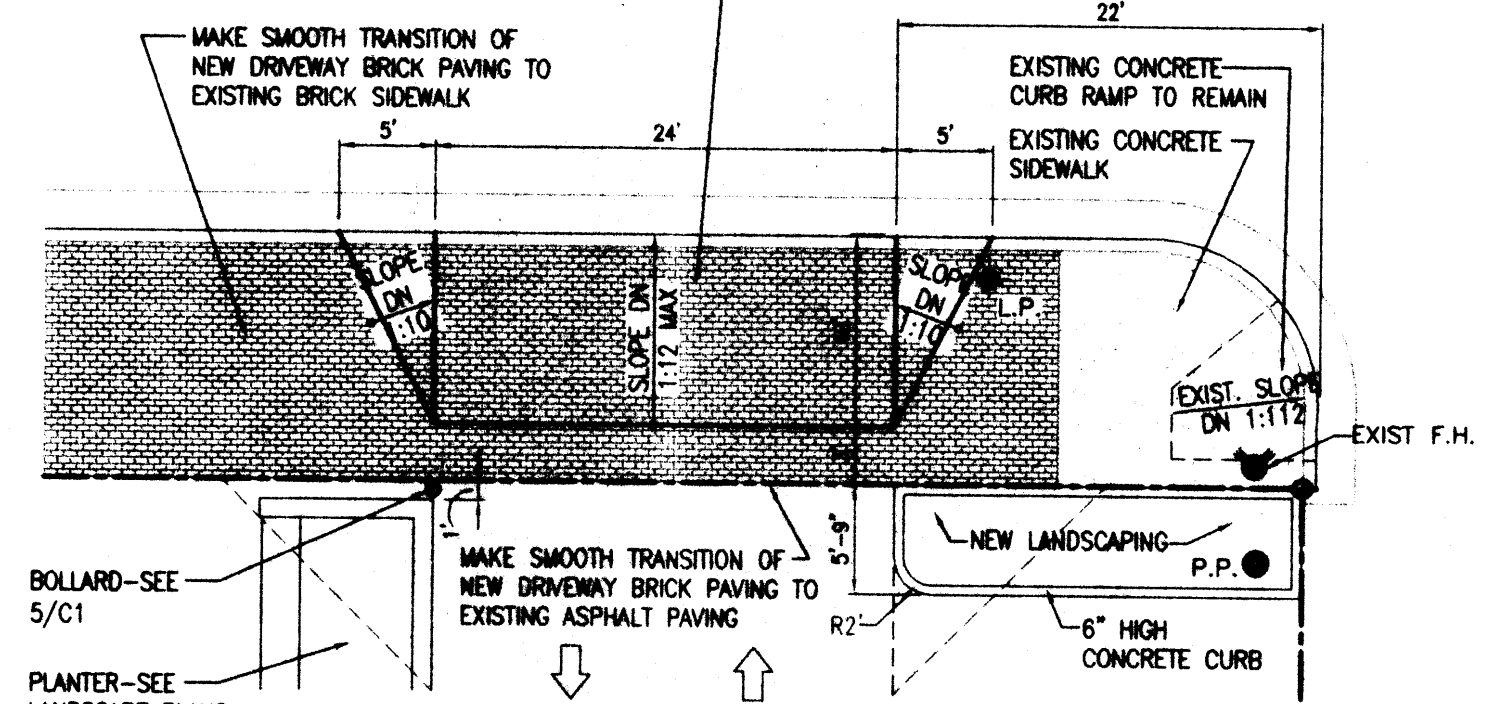 22'
MAKE SMOOTH TRANSITION OF
NEW DRIVEWAY BRICK PAVING TO
EXISTING BRICK SIDEWALK
EXISTING CONCRETE
CURB RAMP TO REMAIN
5'
24'
5'
EXISTING CONCRETE
SIDEWALK
SLOPE
DN
1:10
SLOPE DN
1:12 MAX
SLOPE
DN
1:10
L.P.
EXIST. SLOPE
DN 1:112
EXIST F.H.
1'
MAKE SMOOTH TRANSITION OF
NEW DRIVEWAY BRICK PAVING TO
EXISTING ASPHALT PAVING
5'-9"
NEW LANDSCAPING
P.P.
BOLLARD-SEE
5/C1
R2'
6" HIGH
CONCRETE CURB
PLANTER-SEE